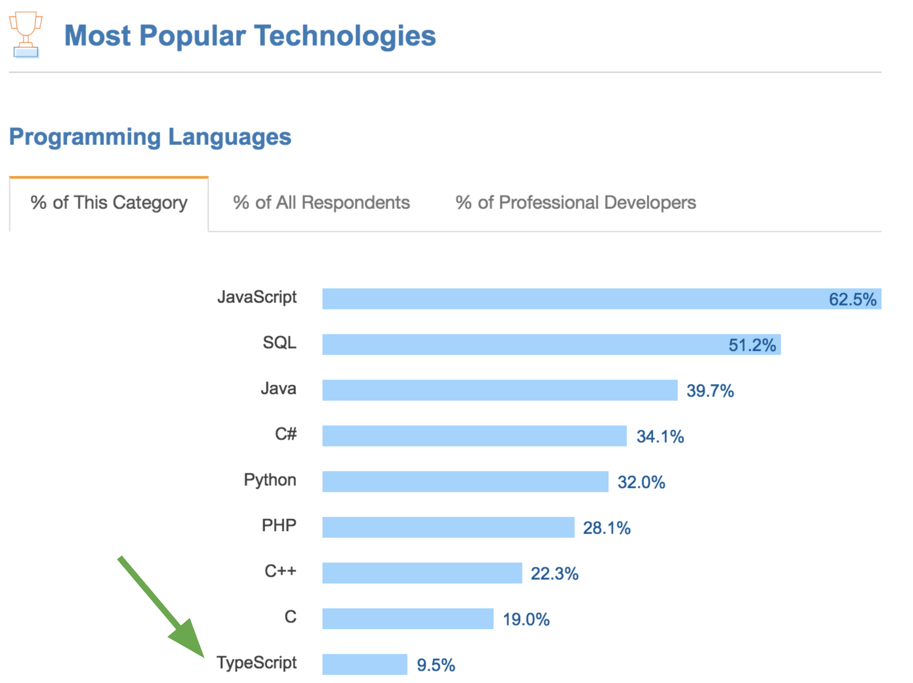 Most Popular Technologies
Programming Languages
% of This Category % of All Respondents % of Professional Developers
JavaScript 62.5%
SQL 51.2%
Java 39.7%
C# 34.1%
Python 32.0%
PHP 28.1%
C++ 22.3%
C 19.0%
TypeScript 9.5%